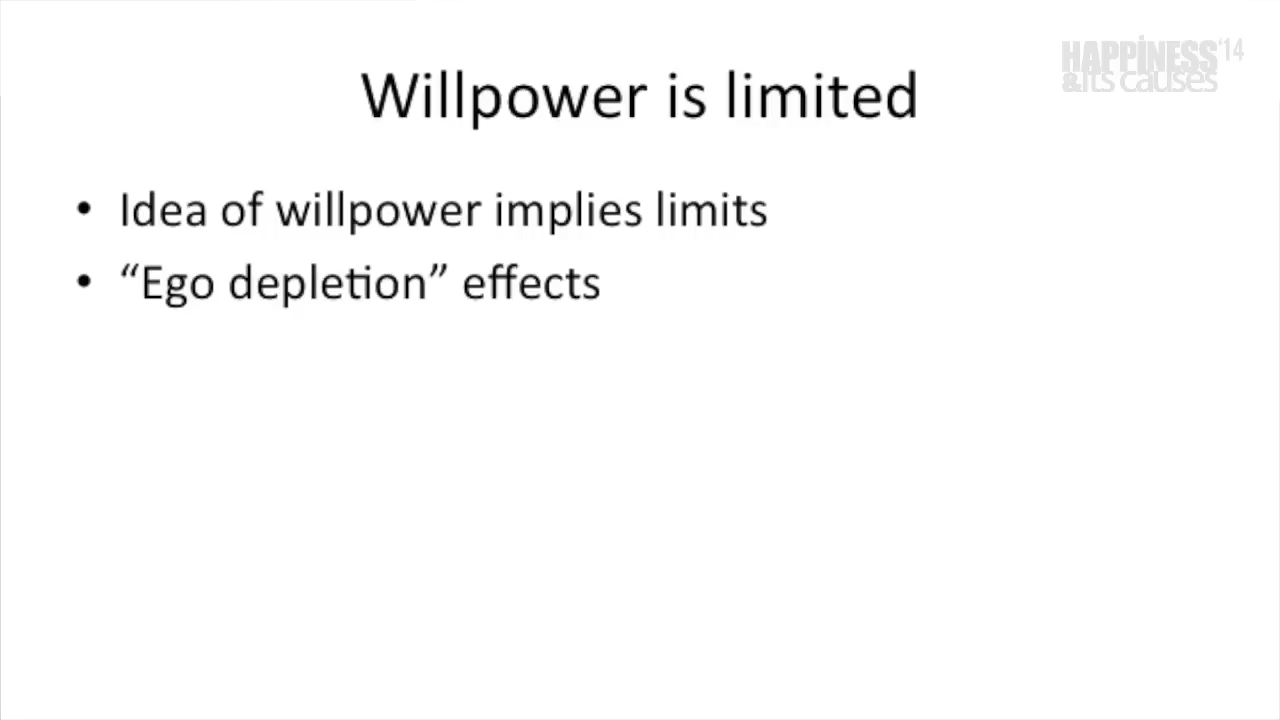 HAPPINESS '14
& its causes
Willpower is limited
• Idea of willpower implies limits
• “Ego depletion” effects